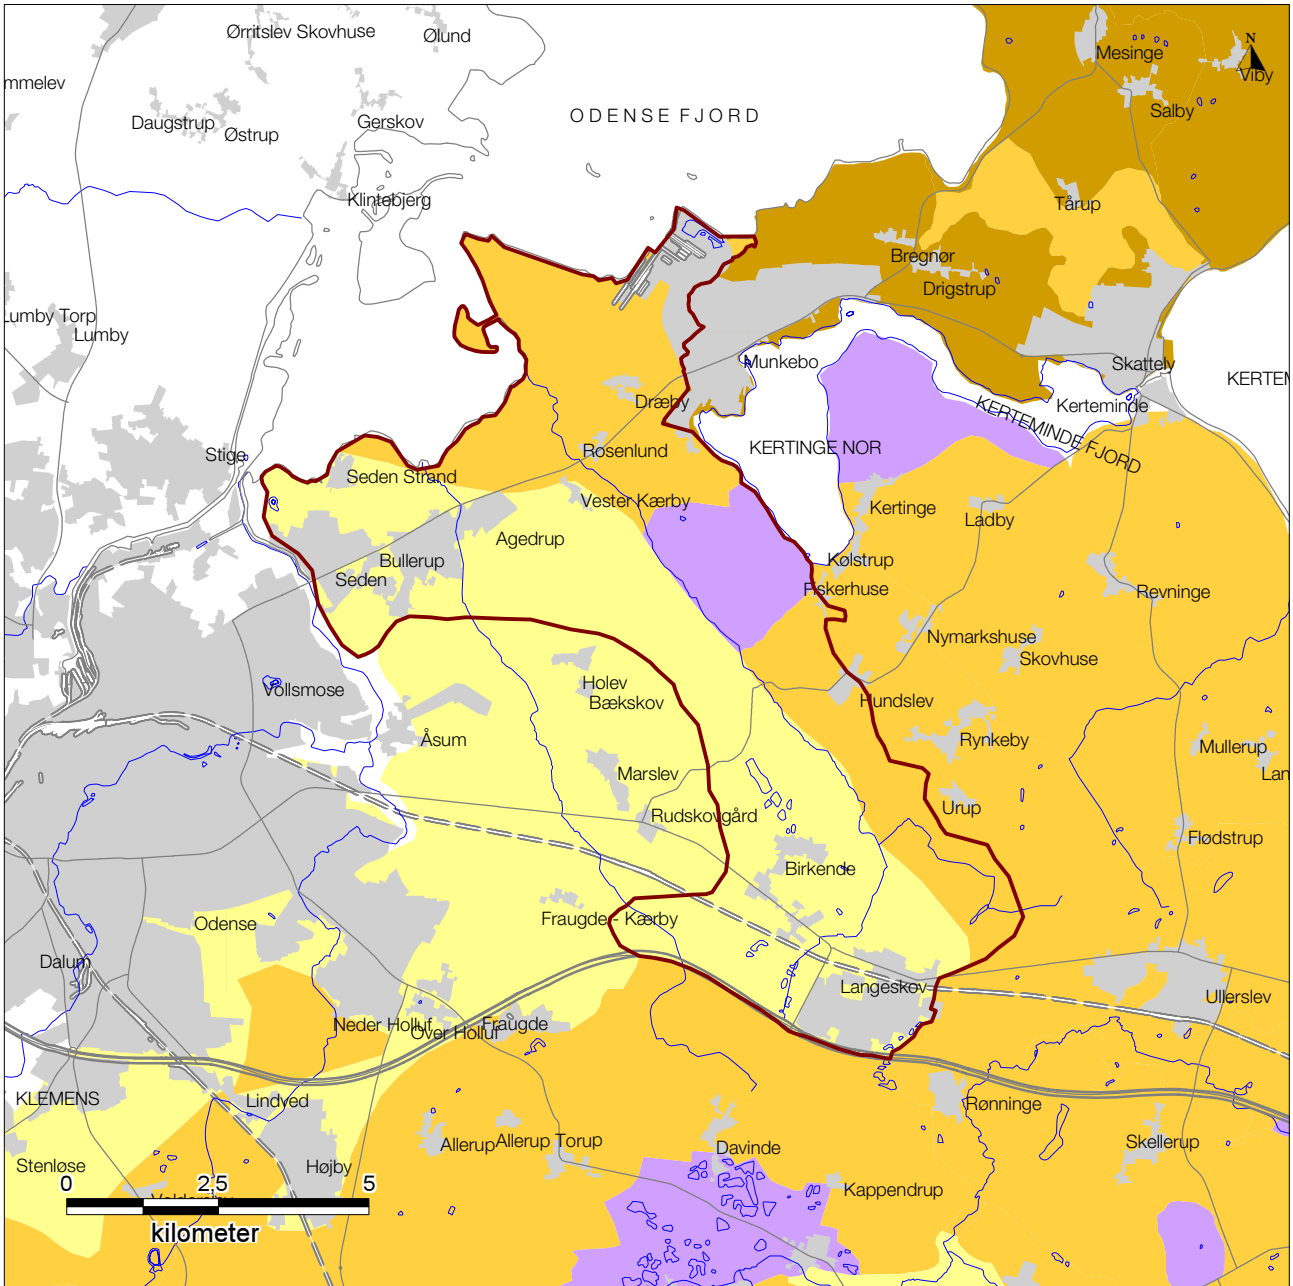 Ørritslev Skovhuse
Ølund
Mesinge
N
Viby
mmelev
Salby
ODENSE FJORD
Daugstrup
Østrup
Gerskov
Klintebjerg
Tårup
Bregnør
Drigstrup
Lumby Torp
Lumby
Munkebo
Skattely
KERTEM
Dræby
Kerteminde
KERTEMINDE FJORD
Stige
Rosenlund
KERTINGE NOR
Seden Strand
Vester Kærby
Kertinge
Ladby
Agedrup
Bullerup
Seden
Kølstrup
Fiskerhuse
Revninge
Nymarkshuse
Skovhuse
Vollsmose
Holev
Bækskov
Hundslev
Åsum
Rynkeby
Mullerup
Lan
Marslev
Urup
Rudskovgård
Flødstrup
Birkende
Odense
Fraugde - Kærby
Dalum
Langeskov
Ullerslev
Neder Holluf
Over Holluf
Fraugde
KLEMENS
Lindved
Rønninge
Allerup
Allerup Torup
Davinde
Skellerup
Stenløse
Højby
Kappendrup
0 2,5 5
kilometer